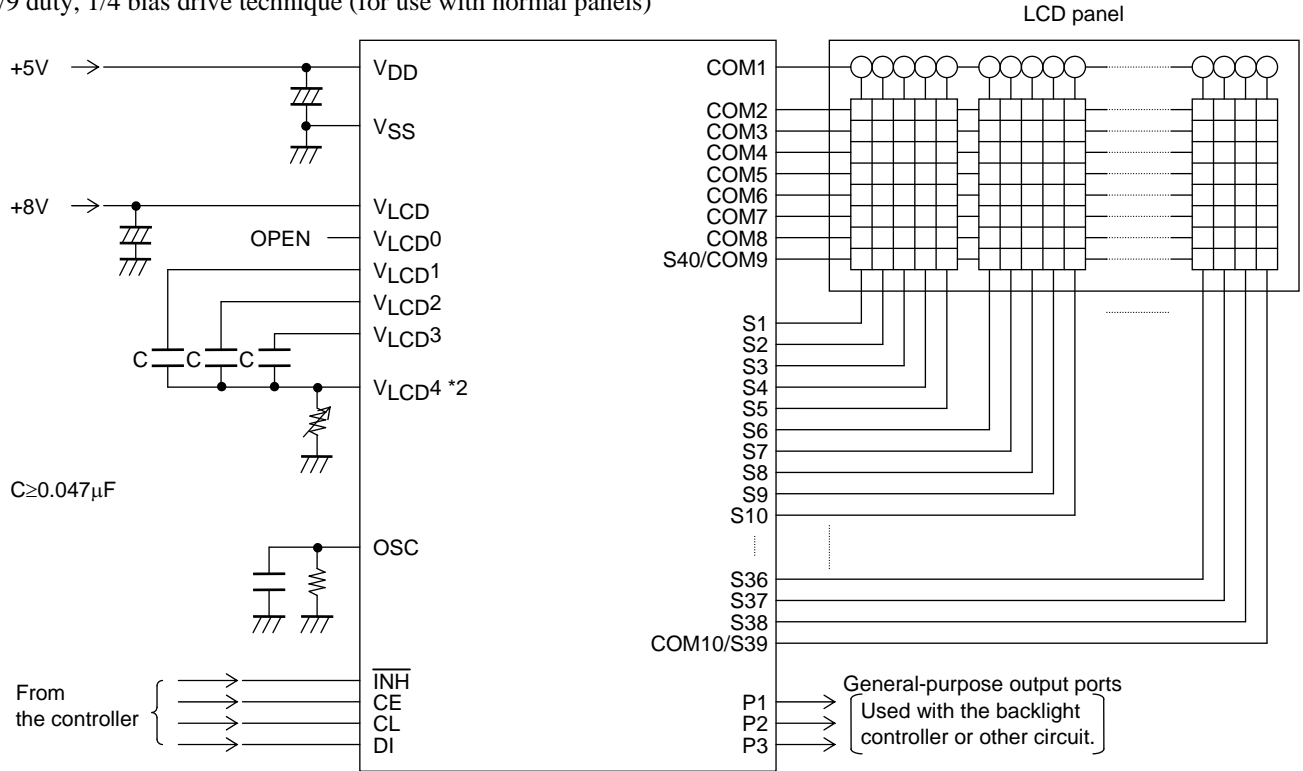 /9 duty, 1/4 bias drive technique (for use with normal panels)
LCD panel
+5V
VDD
VSS
+8V
VLCD
OPEN
VLCD0
VLCD1
VLCD2
VLCD3
C
C
C
VLCD4 *2
C≥0.047μF
OSC
From
the controller
INH
CE
CL
DI
COM1
COM2
COM3
COM4
COM5
COM6
COM7
COM8
S40/COM9
S1
S2
S3
S4
S5
S6
S7
S8
S9
S10
S36
S37
S38
COM10/S39
P1
P2
P3
General-purpose output ports
Used with the backlight
controller or other circuit.